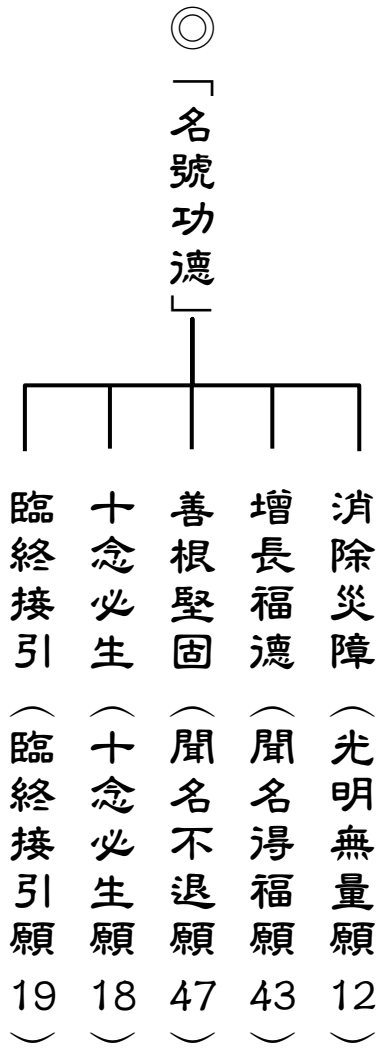 ◎「名號功德」
消除災障（光明無量願12）
增長福德（聞名得福願43）
善根堅固（聞名不退願47）
十念必生（十念必生願18）
臨終接引（臨終接引願19）